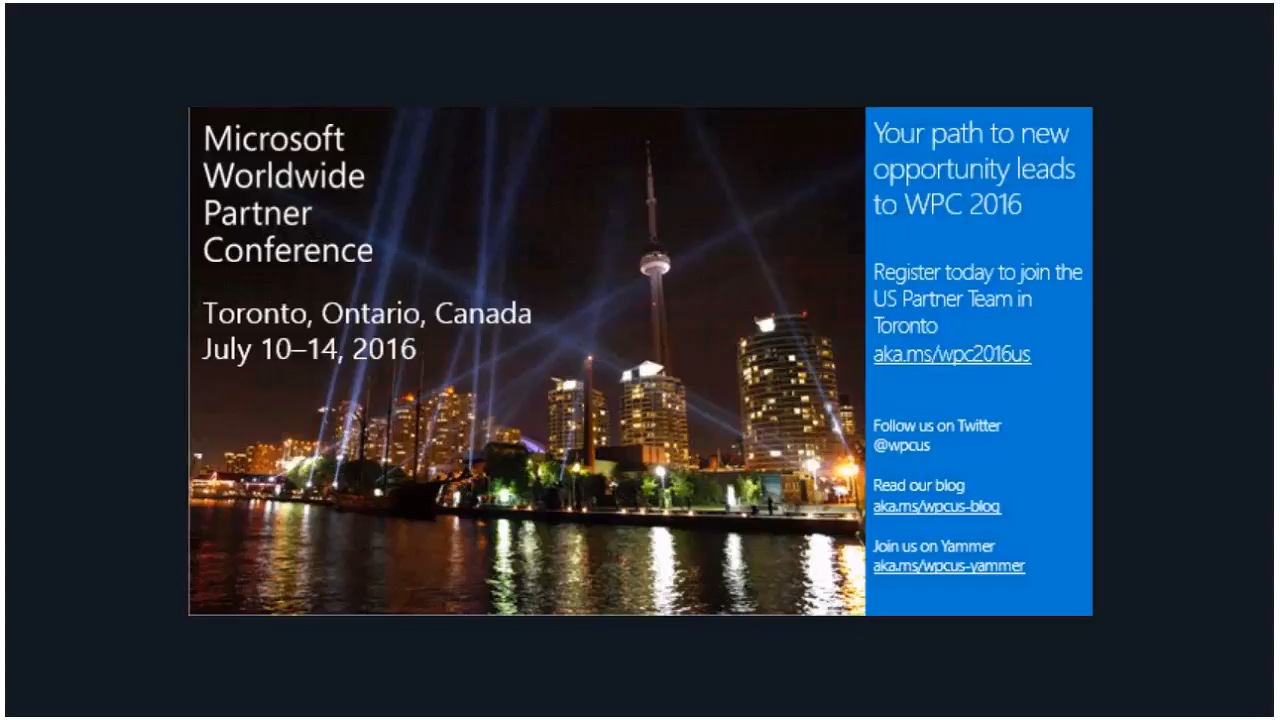 Microsoft
Worldwide
Partner
Conference
Toronto, Ontario, Canada
July 10–14, 2016
Your path to new
opportunity leads
to WPC 2016
Register today to join the
US Partner Team in
Toronto
aka.ms/wpc2016us
Follow us on Twitter
@wpcus
Read our blog
aka.ms/wpcus-blog
Join us on Yammer
aka.ms/wpcus-yammer